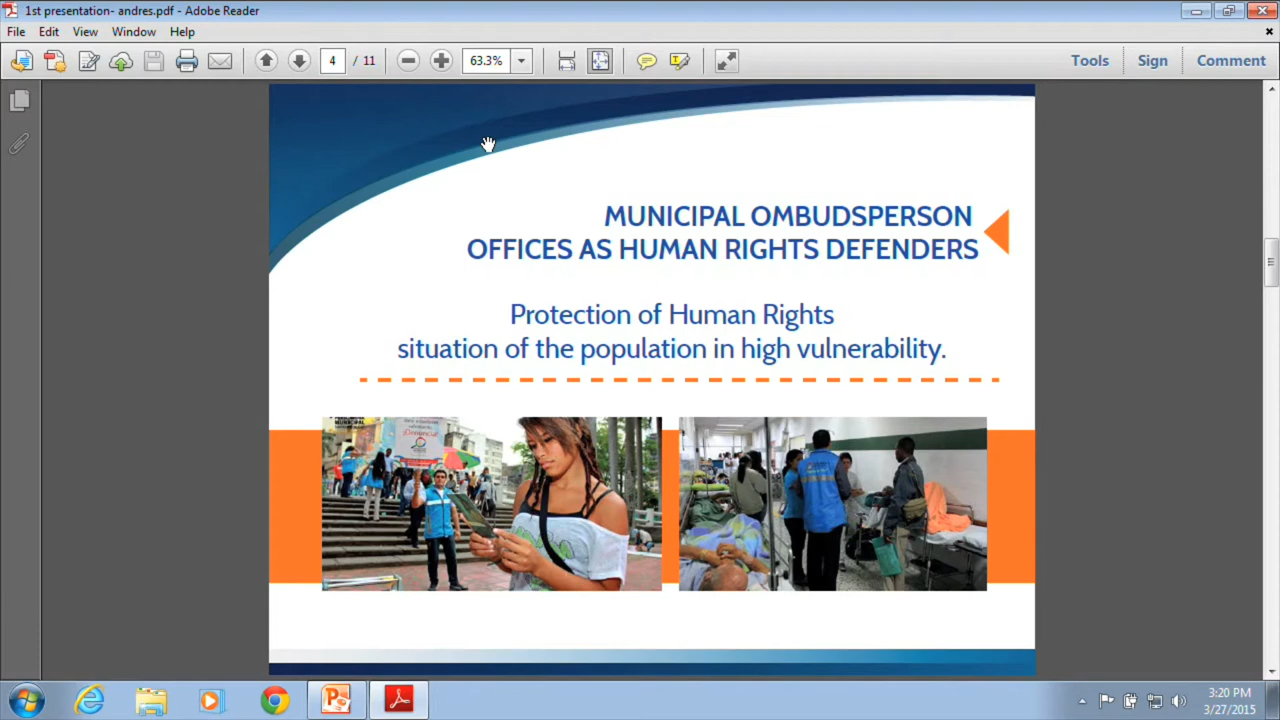 1st presentation- andres.pdf - Adobe Reader
File Edit View Window Help
4 / 11 63.3% Tools Sign Comment
MUNICIPAL OMBUDSPERSON
OFFICES AS HUMAN RIGHTS DEFENDERS
Protection of Human Rights
situation of the population in high vulnerability.
MUNICIPAL
¡Denuncia!
3:20 PM
3/27/2015